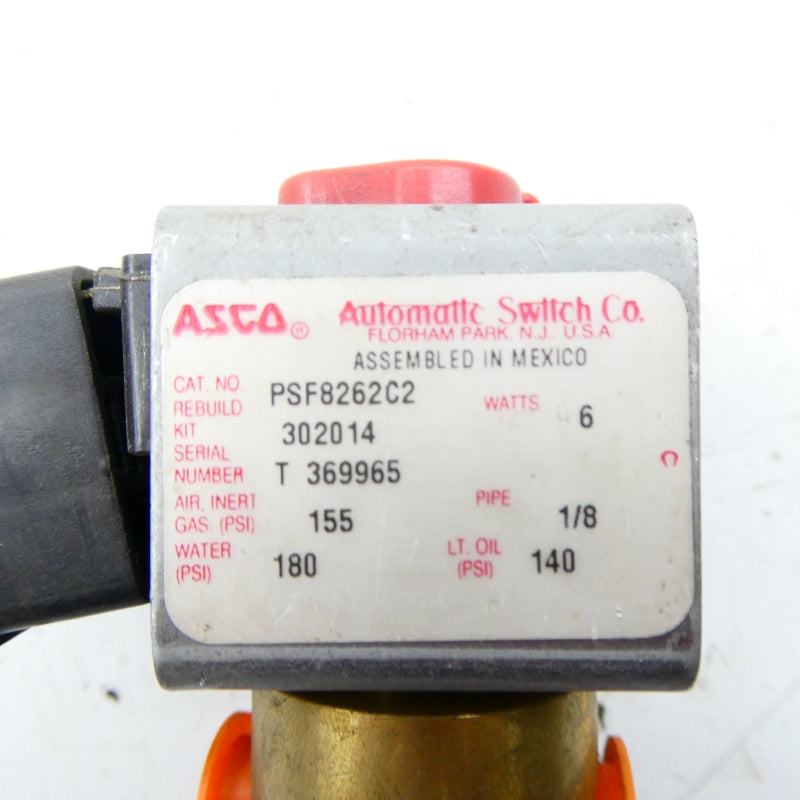 ASCO® Automatic Switch Co.
FLORHAM PARK, N.J., U.S.A.
ASSEMBLED IN MEXICO
CAT. NO. PSF8262C2 WATTS 6
REBUILD
KIT 302014
SERIAL
NUMBER T 369965
C
AIR, INERT PIPE
GAS, (PSI) 155 1/8
WATER LT. OIL
(PSI) 180 (PSI) 140